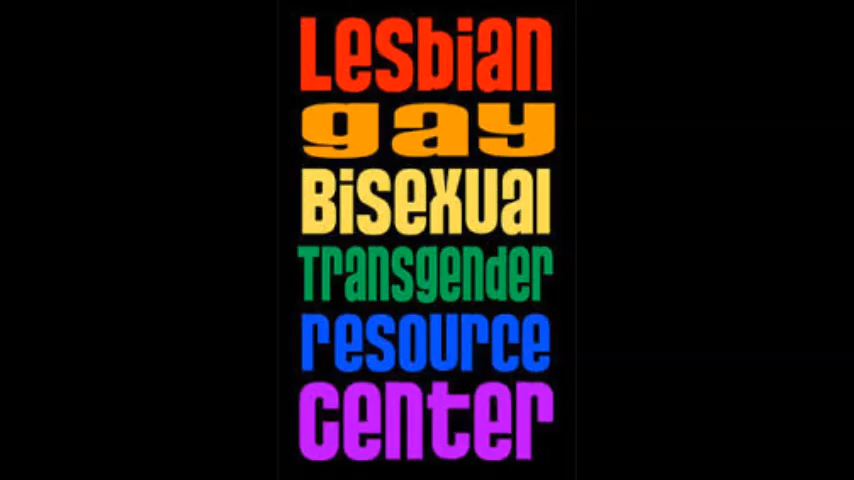 Lesbian
gay
Bisexual
Transgender
resource
center